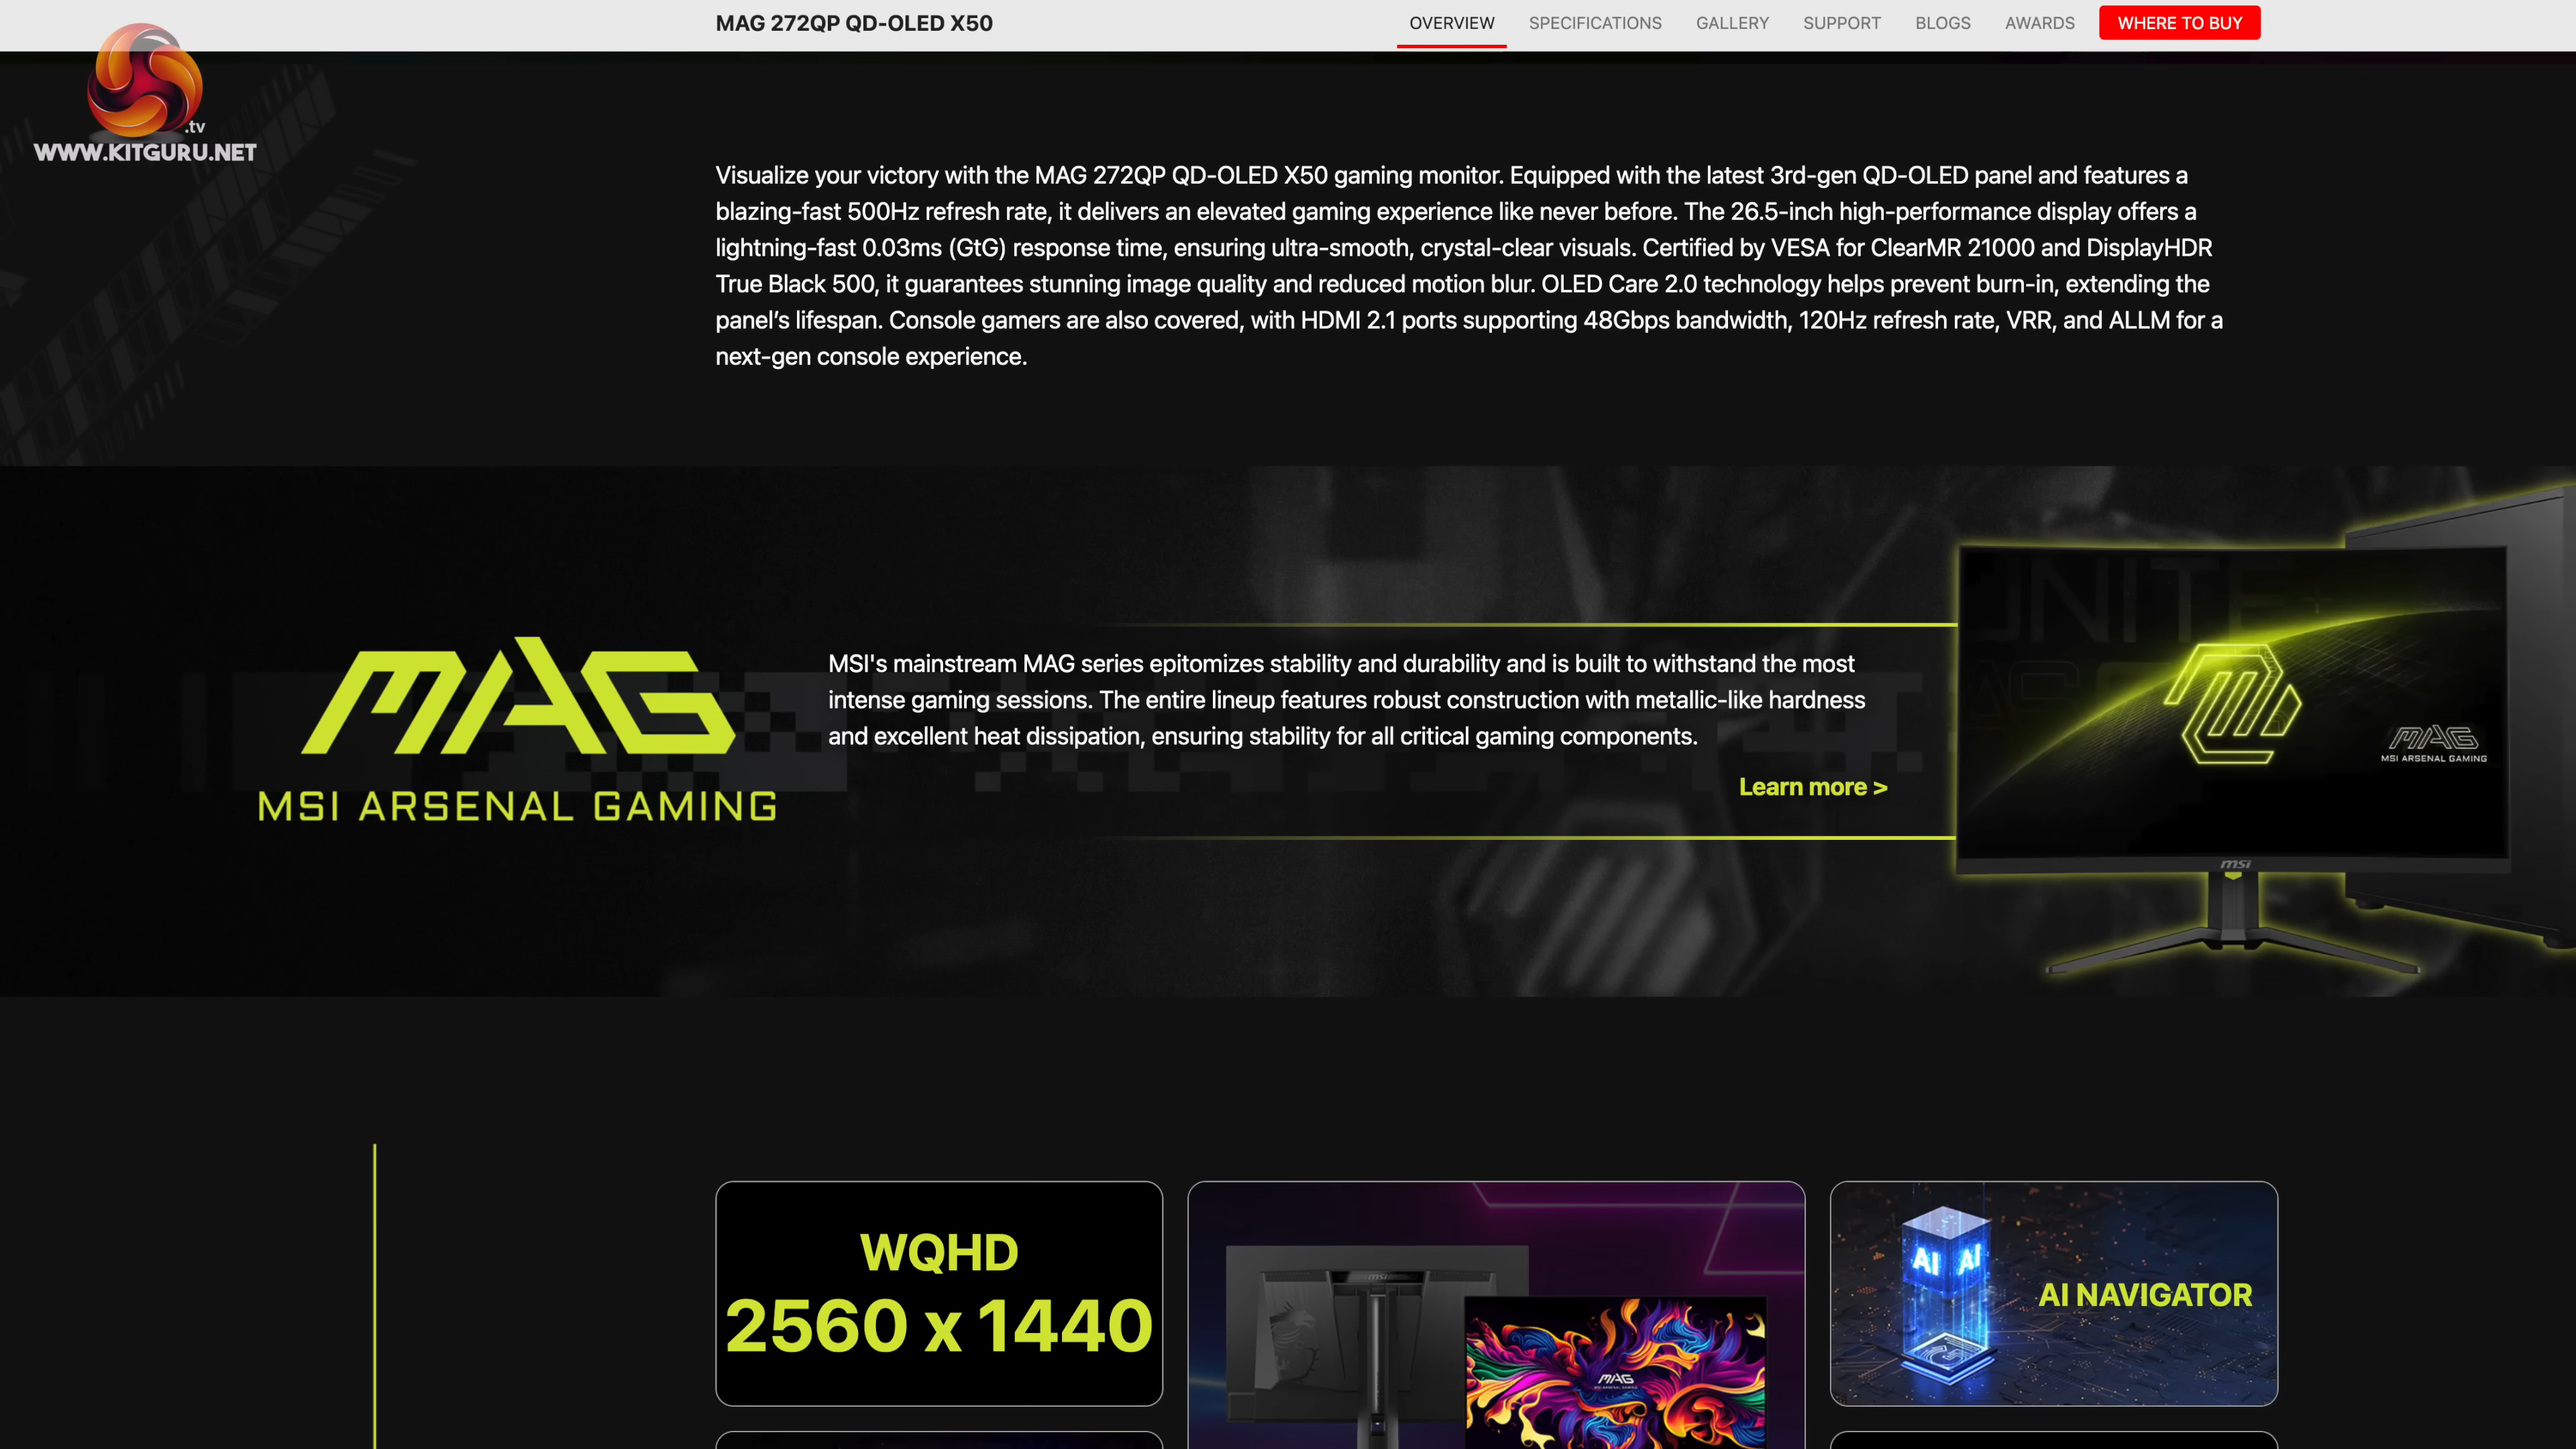 MAG 272QP QD-OLED X50
OVERVIEW
SPECIFICATIONS
GALLERY
SUPPORT
BLOGS
AWARDS
WHERE TO BUY
.tv
WWW.KITGURU.NET
Visualize your victory with the MAG 272QP QD-OLED X50 gaming monitor. Equipped with the latest 3rd-gen QD-OLED panel and features a
blazing-fast 500Hz refresh rate, it delivers an elevated gaming experience like never before. The 26.5-inch high-performance display offers a
lightning-fast 0.03ms (GtG) response time, ensuring ultra-smooth, crystal-clear visuals. Certified by VESA for ClearMR 21000 and DisplayHDR
True Black 500, it guarantees stunning image quality and reduced motion blur. OLED Care 2.0 technology helps prevent burn-in, extending the
panel’s lifespan. Console gamers are also covered, with HDMI 2.1 ports supporting 48Gbps bandwidth, 120Hz refresh rate, VRR, and ALLM for a
next-gen console experience.
MAG
MSI ARSENAL GAMING
MSI's mainstream MAG series epitomizes stability and durability and is built to withstand the most
intense gaming sessions. The entire lineup features robust construction with metallic-like hardness
and excellent heat dissipation, ensuring stability for all critical gaming components.
Learn more >
MAG
MSI ARSENAL GAMING
msi
WQHD
2560 x 1440
msi
MAG
MSI ARSENAL GAMING
AI AI
AI NAVIGATOR